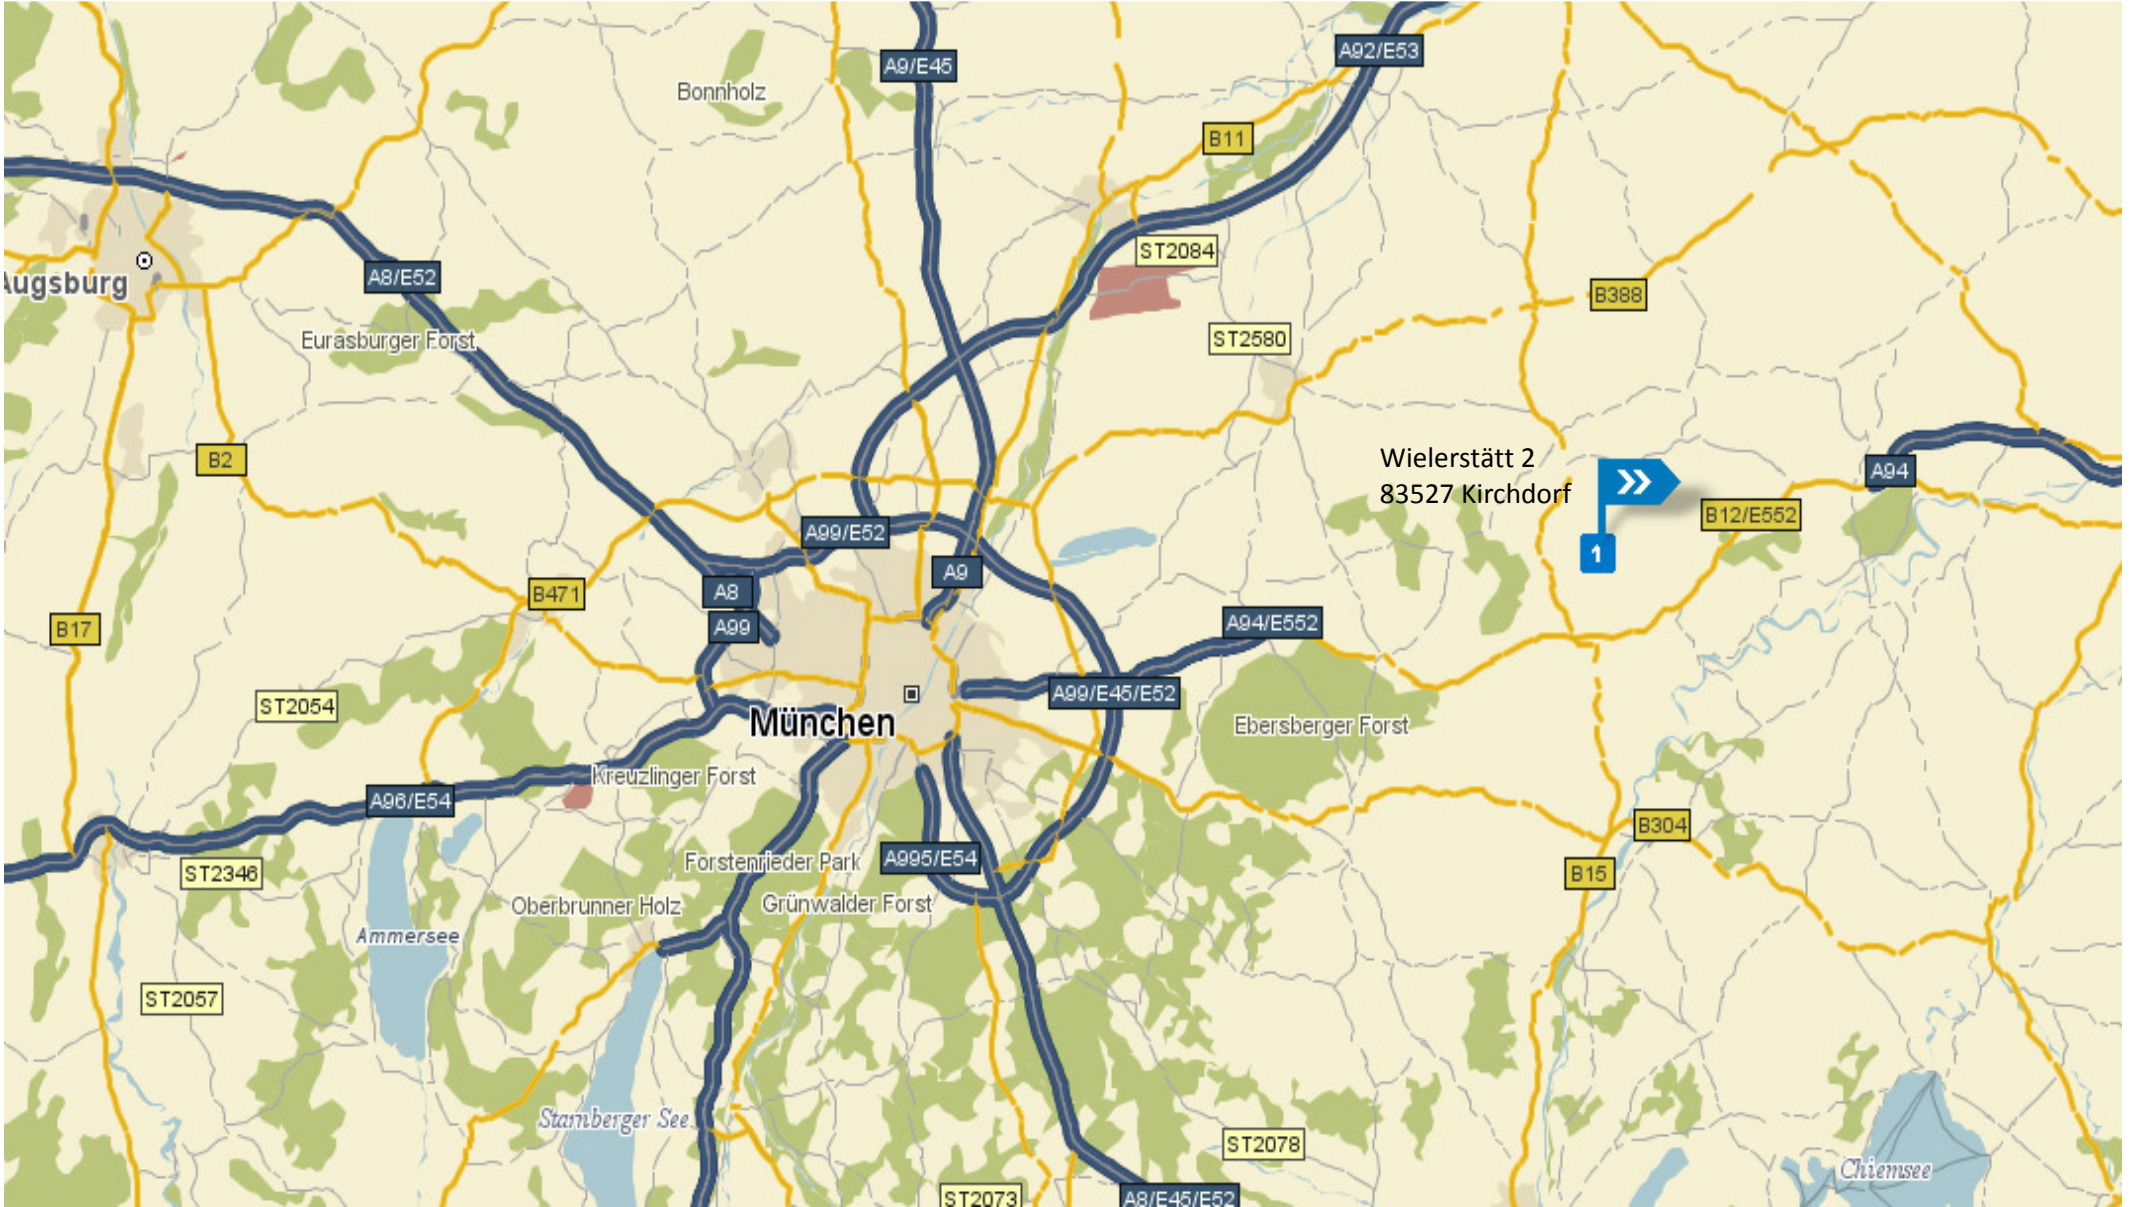 A92/E53
A9/E45
Bonnholz
B11
ST2084
Augsburg
A8/E52
B388
Eurasburger Forst
ST2580
Wielerstätt 2
83527 Kirchdorf
B2
A94
B12/E552
A99/E52
1
A9
A8
B471
A94/E552
B17
A99
A99/E45/E52
ST2054
München
Ebersberger Forst
Kreuzlinger Forst
A96/E54
B304
Forstenrieder Park
A995/E54
ST2346
B15
Oberbrunner Holz
Grünwalder Forst
Ammersee
ST2057
Starnberger See
ST2078
Chiemsee
ST2073
A8/E45/E52